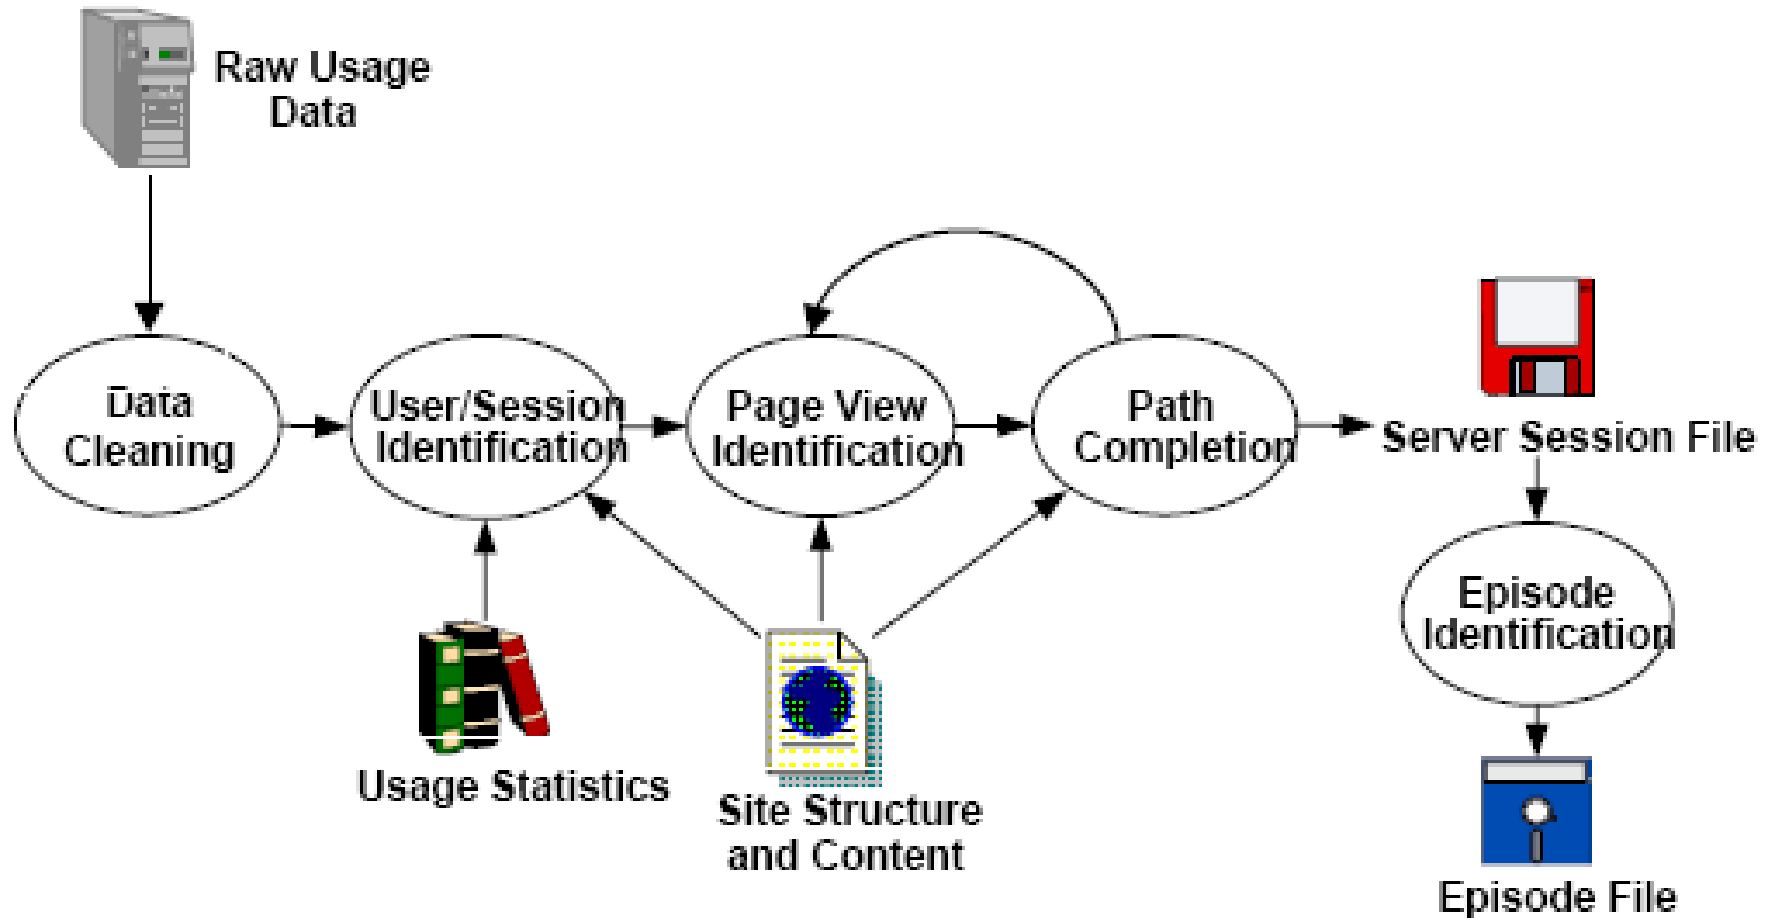 Raw Usage
Data
Data
Cleaning
User/Session
Identification
Page View
Identification
Path
Completion
Server Session File
Episode
Identification
Usage Statistics
Site Structure
and Content
Episode File